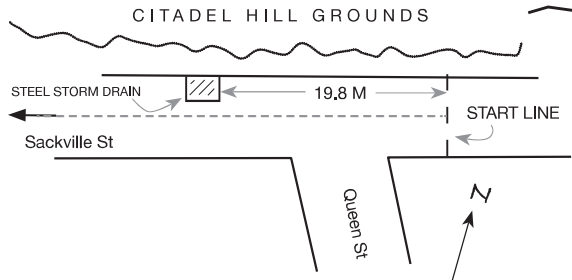 CITADEL HILL GROUNDS
STEEL STORM DRAIN
19.8 M
START LINE
Sackville St
Queen St
N